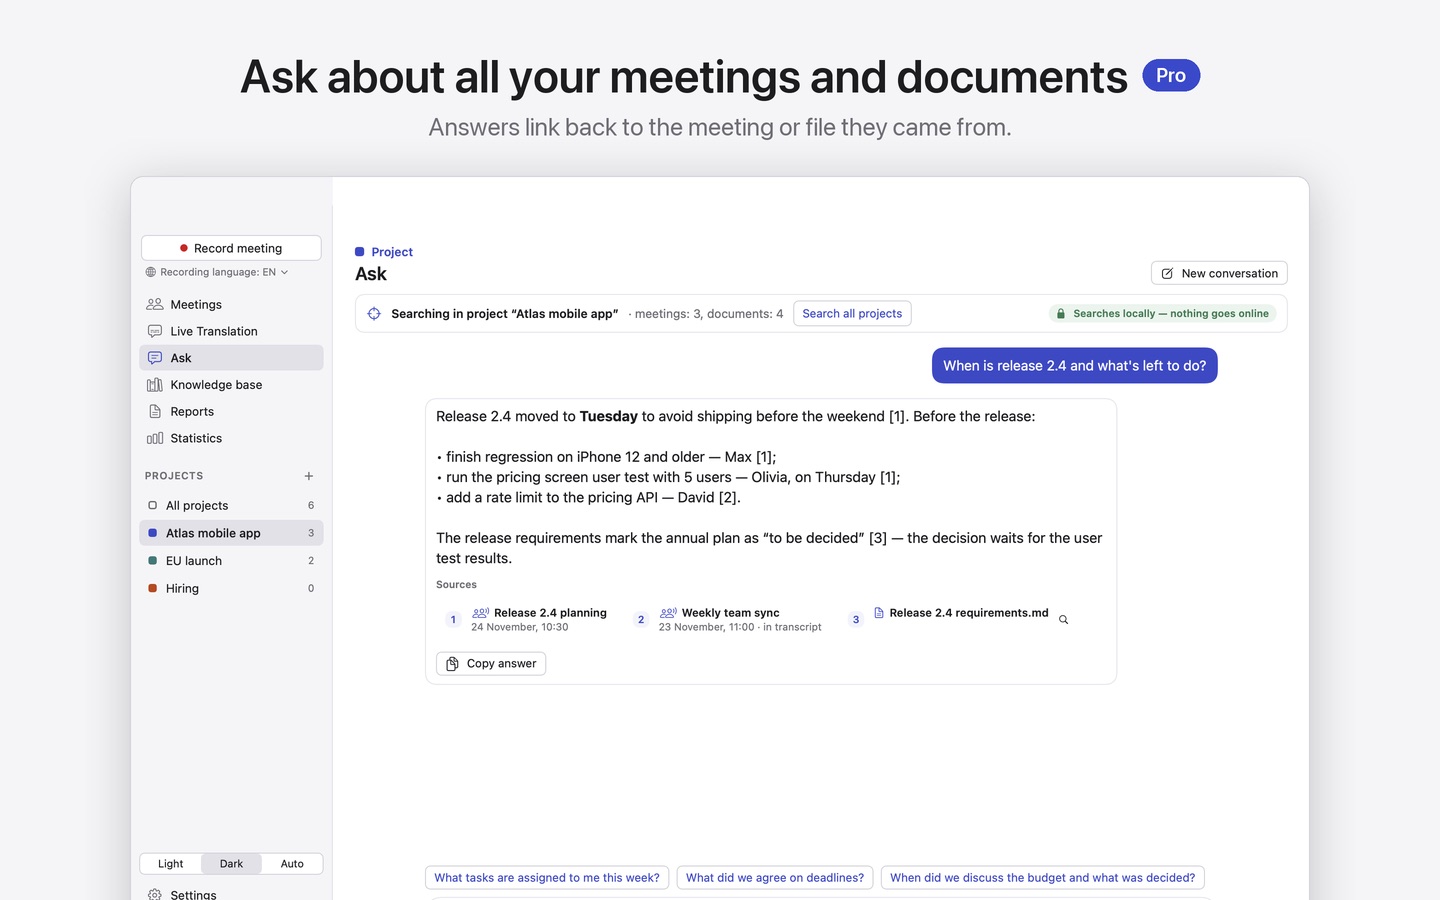 Ask about all your meetings and documents Pro
Answers link back to the meeting or file they came from.
Record meeting
Recording language: EN
Meetings
Live Translation
Ask
Knowledge base
Reports
Statistics
PROJECTS +
All projects 6
Atlas mobile app 3
EU launch 2
Hiring 0
Light Dark Auto
Settings
Project
Ask
New conversation
Searching in project “Atlas mobile app” · meetings: 3, documents: 4 Search all projects Searches locally — nothing goes online
When is release 2.4 and what's left to do?
Release 2.4 moved to Tuesday to avoid shipping before the weekend [1]. Before the release:
• finish regression on iPhone 12 and older — Max [1];
• run the pricing screen user test with 5 users — Olivia, on Thursday [1];
• add a rate limit to the pricing API — David [2].
The release requirements mark the annual plan as “to be decided” [3] — the decision waits for the user
test results.
Sources
1 Release 2.4 planning
24 November, 10:30
2 Weekly team sync
23 November, 11:00 · in transcript
3 Release 2.4 requirements.md
Copy answer
What tasks are assigned to me this week? What did we agree on deadlines? When did we discuss the budget and what was decided?